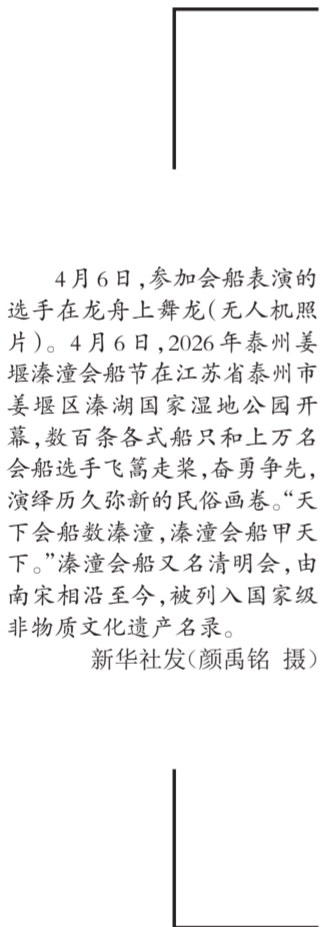 4月6日，参加会船表演的
选手在龙舟上舞龙（无人机照
片）。4月6日，2026年泰州姜
堰溱潼会船节在江苏省泰州市
姜堰区溱湖国家湿地公园开
幕，数百条各式船只和上万名
会船选手飞篙走桨，奋勇争先，
演绎历久弥新的民俗画卷。“天
下会船数溱潼，溱潼会船甲天
下。”溱潼会船又名清明会，由
南宋相沿至今，被列入国家级
非物质文化遗产名录。
新华社发（颜禹铭 摄）